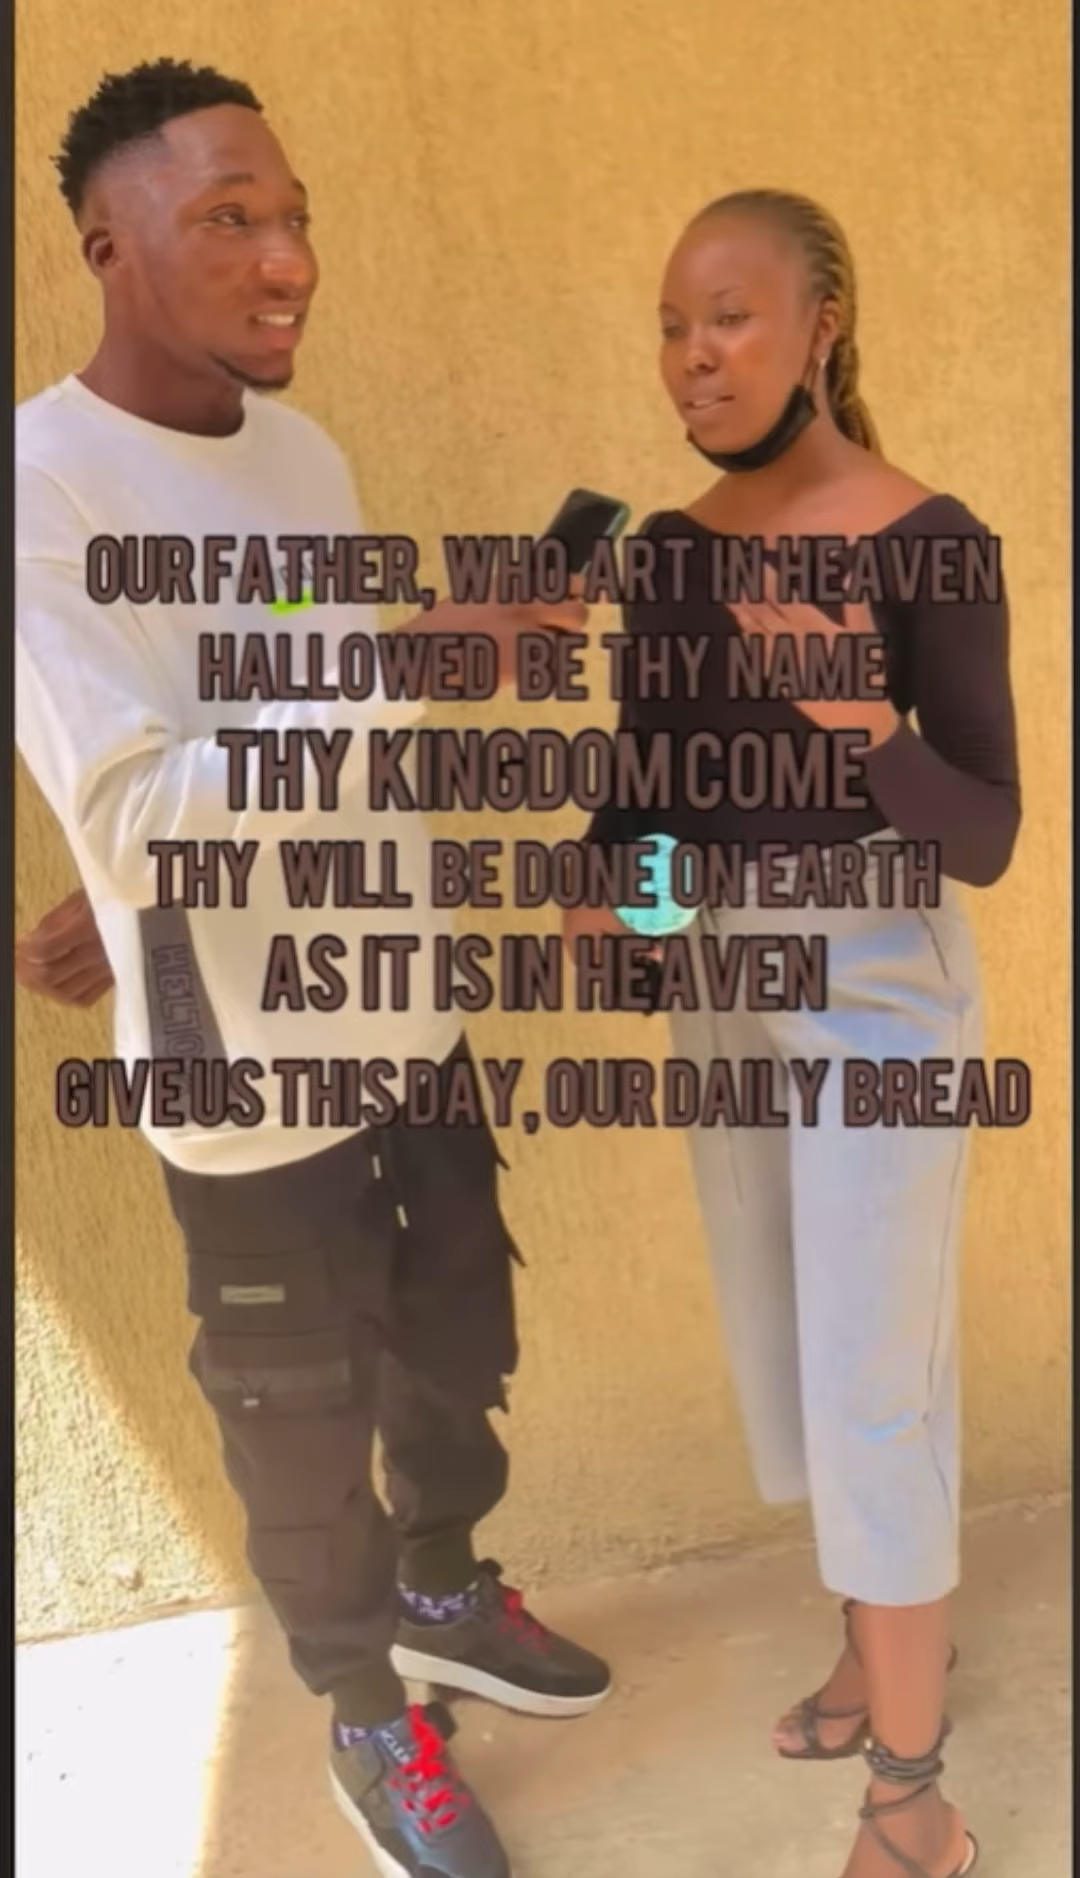 OUR FATHER, WHO ART IN HEAVEN
HALLOWED BE THY NAME
THY KINGDOM COME
THY WILL BE DONE ON EARTH
AS IT IS IN HEAVEN
GIVE US THIS DAY, OUR DAILY BREAD